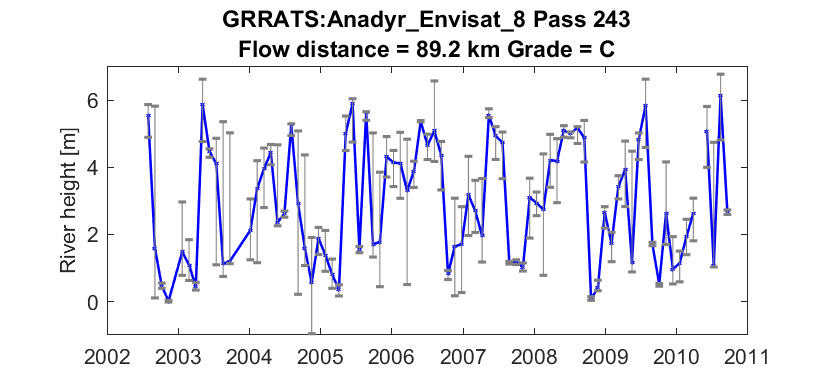 GRRATS:Anadyr_Envisat_8 Pass 243
Flow distance = 89.2 km Grade = C
River height [m]
6
4
2
0
2002 2003 2004 2005 2006 2007 2008 2009 2010 2011